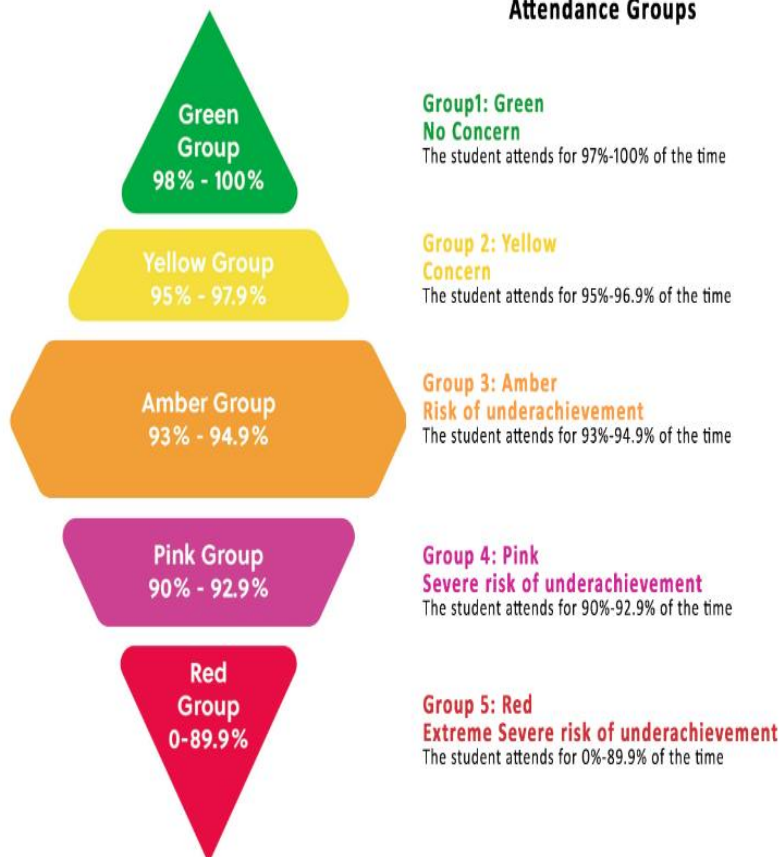 Attendance Groups
Green
Group
98% - 100%
Group1: Green
No Concern
The student attends for 97%-100% of the time
Yellow Group
95% - 97.9%
Group 2: Yellow
Concern
The student attends for 95%-96.9% of the time
Amber Group
93% - 94.9%
Group 3: Amber
Risk of underachievement
The student attends for 93%-94.9% of the time
Pink Group
90% - 92.9%
Group 4: Pink
Severe risk of underachievement
The student attends for 90%-92.9% of the time
Red
Group
0-89.9%
Group 5: Red
Extreme Severe risk of underachievement
The student attends for 0%-89.9% of the time